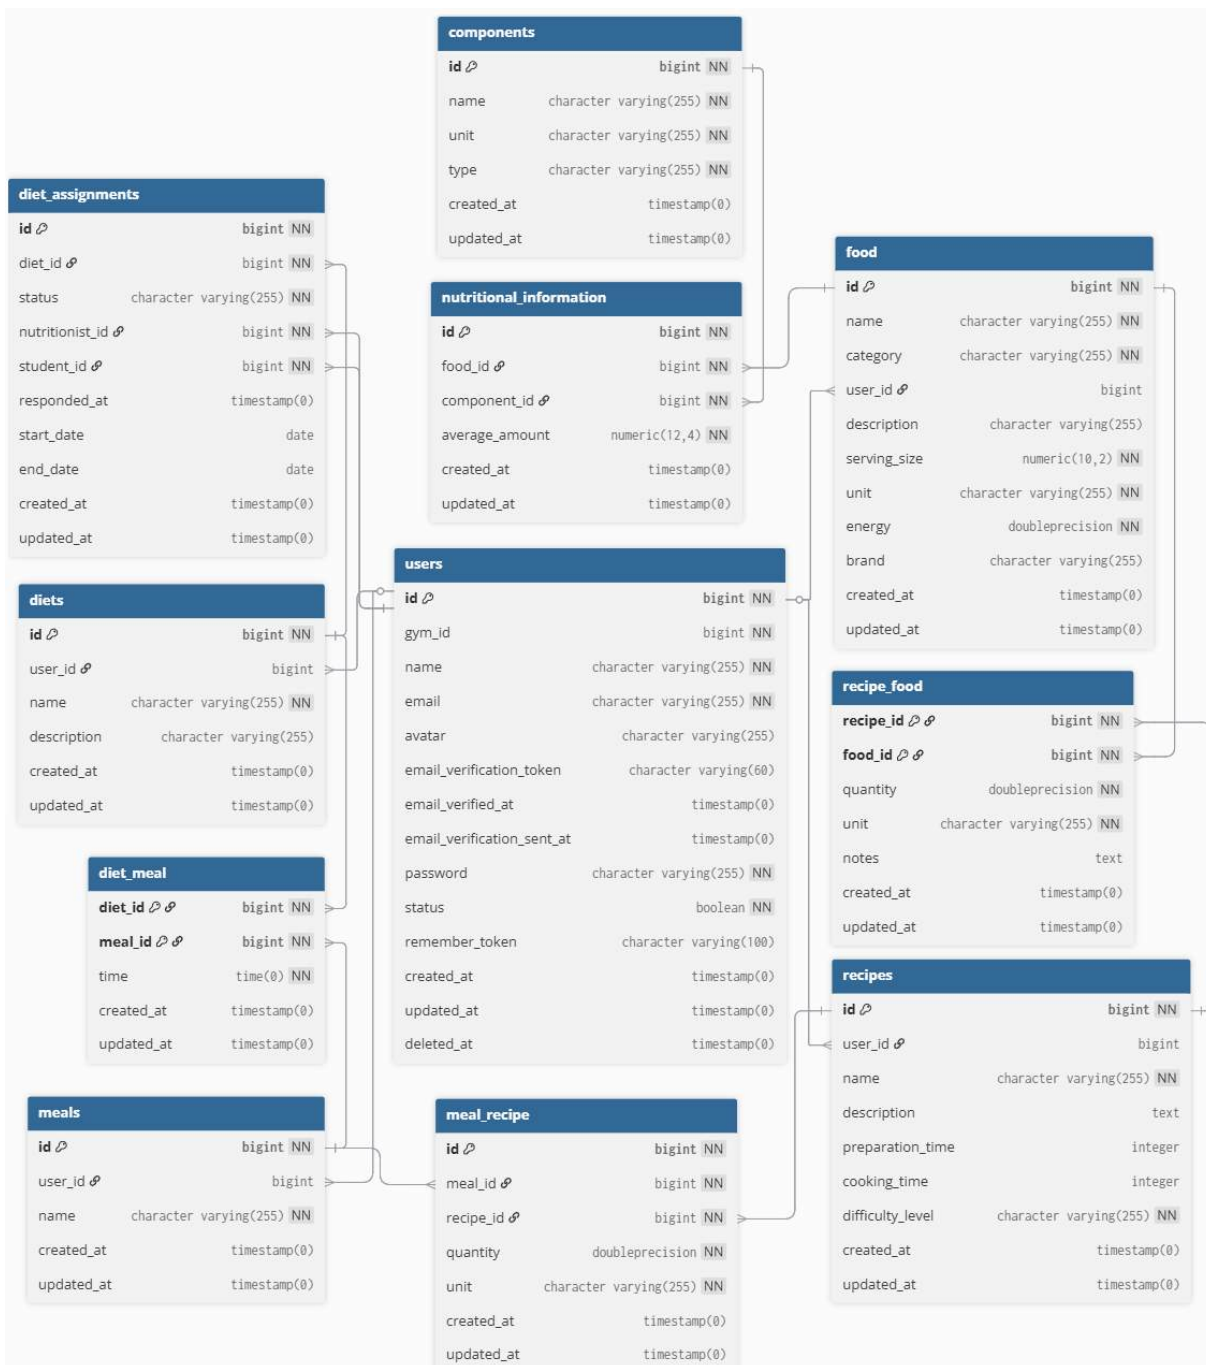 components
id bigint NN
name character varying(255) NN
unit character varying(255) NN
type character varying(255) NN
created_at timestamp(0)
updated_at timestamp(0)
diet_assignments
id bigint NN
diet_id bigint NN
status character varying(255) NN
nutritionist_id bigint NN
student_id bigint NN
responded_at timestamp(0)
start_date date
end_date date
created_at timestamp(0)
updated_at timestamp(0)
nutritional_information
id bigint NN
food_id bigint NN
component_id bigint NN
average_amount numeric(12,4) NN
created_at timestamp(0)
updated_at timestamp(0)
food
id bigint NN
name character varying(255) NN
category character varying(255) NN
user_id bigint
description character varying(255)
serving_size numeric(10,2) NN
unit character varying(255) NN
energy doubleprecision NN
brand character varying(255)
created_at timestamp(0)
updated_at timestamp(0)
diets
id bigint NN
user_id bigint
name character varying(255) NN
description character varying(255)
created_at timestamp(0)
updated_at timestamp(0)
users
id bigint NN
gym_id bigint NN
name character varying(255) NN
email character varying(255) NN
avatar character varying(255)
email_verification_token character varying(60)
email_verified_at timestamp(0)
email_verification_sent_at timestamp(0)
password character varying(255) NN
status boolean NN
remember_token character varying(100)
created_at timestamp(0)
updated_at timestamp(0)
deleted_at timestamp(0)
recipe_food
recipe_id bigint NN
food_id bigint NN
quantity doubleprecision NN
unit character varying(255) NN
notes text
created_at timestamp(0)
updated_at timestamp(0)
diet_meal
diet_id bigint NN
meal_id bigint NN
time time(0) NN
created_at timestamp(0)
updated_at timestamp(0)
recipes
id bigint NN
user_id bigint
name character varying(255) NN
description text
preparation_time integer
cooking_time integer
difficulty_level character varying(255) NN
created_at timestamp(0)
updated_at timestamp(0)
meals
id bigint NN
user_id bigint
name character varying(255) NN
created_at timestamp(0)
updated_at timestamp(0)
meal_recipe
id bigint NN
meal_id bigint NN
recipe_id bigint NN
quantity doubleprecision NN
unit character varying(255) NN
created_at timestamp(0)
updated_at timestamp(0)